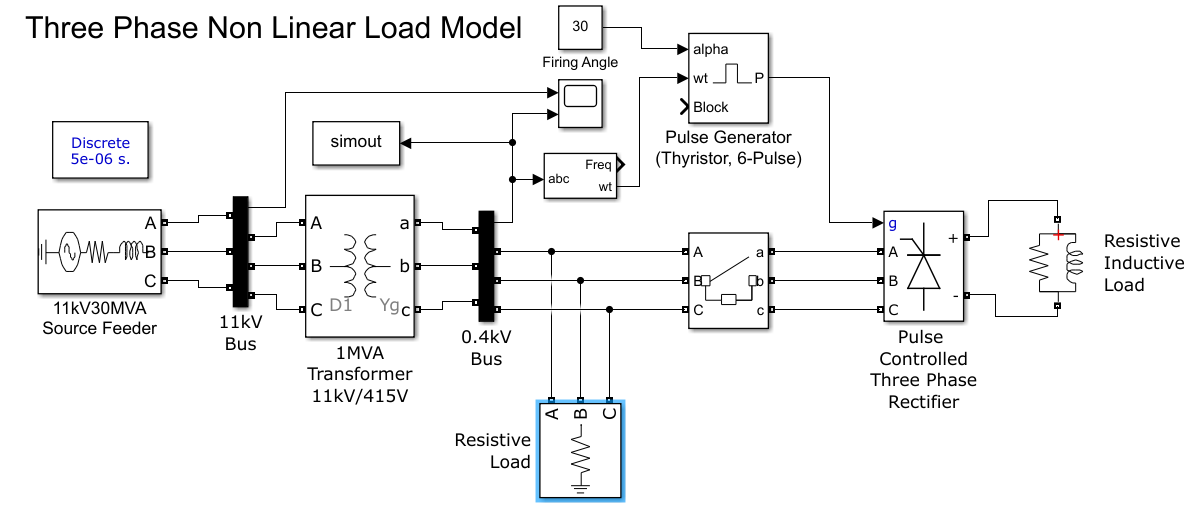 Three Phase Non Linear Load Model
30
Firing Angle
alpha
wt
P
Block
Pulse Generator
(Thyristor, 6-Pulse)
Discrete
5e-06 s.
simout
abc
Freq
wt
A
B
C
11kV30MVA
Source Feeder
11kV
Bus
A
B
C
D1
Yg
a
b
c
1MVA
Transformer
11kV/415V
0.4kV
Bus
A
B
C
a
b
c
g
A
B
C
+
-
Pulse
Controlled
Three Phase
Rectifier
Resistive
Inductive
Load
A
B
C
Resistive
Load